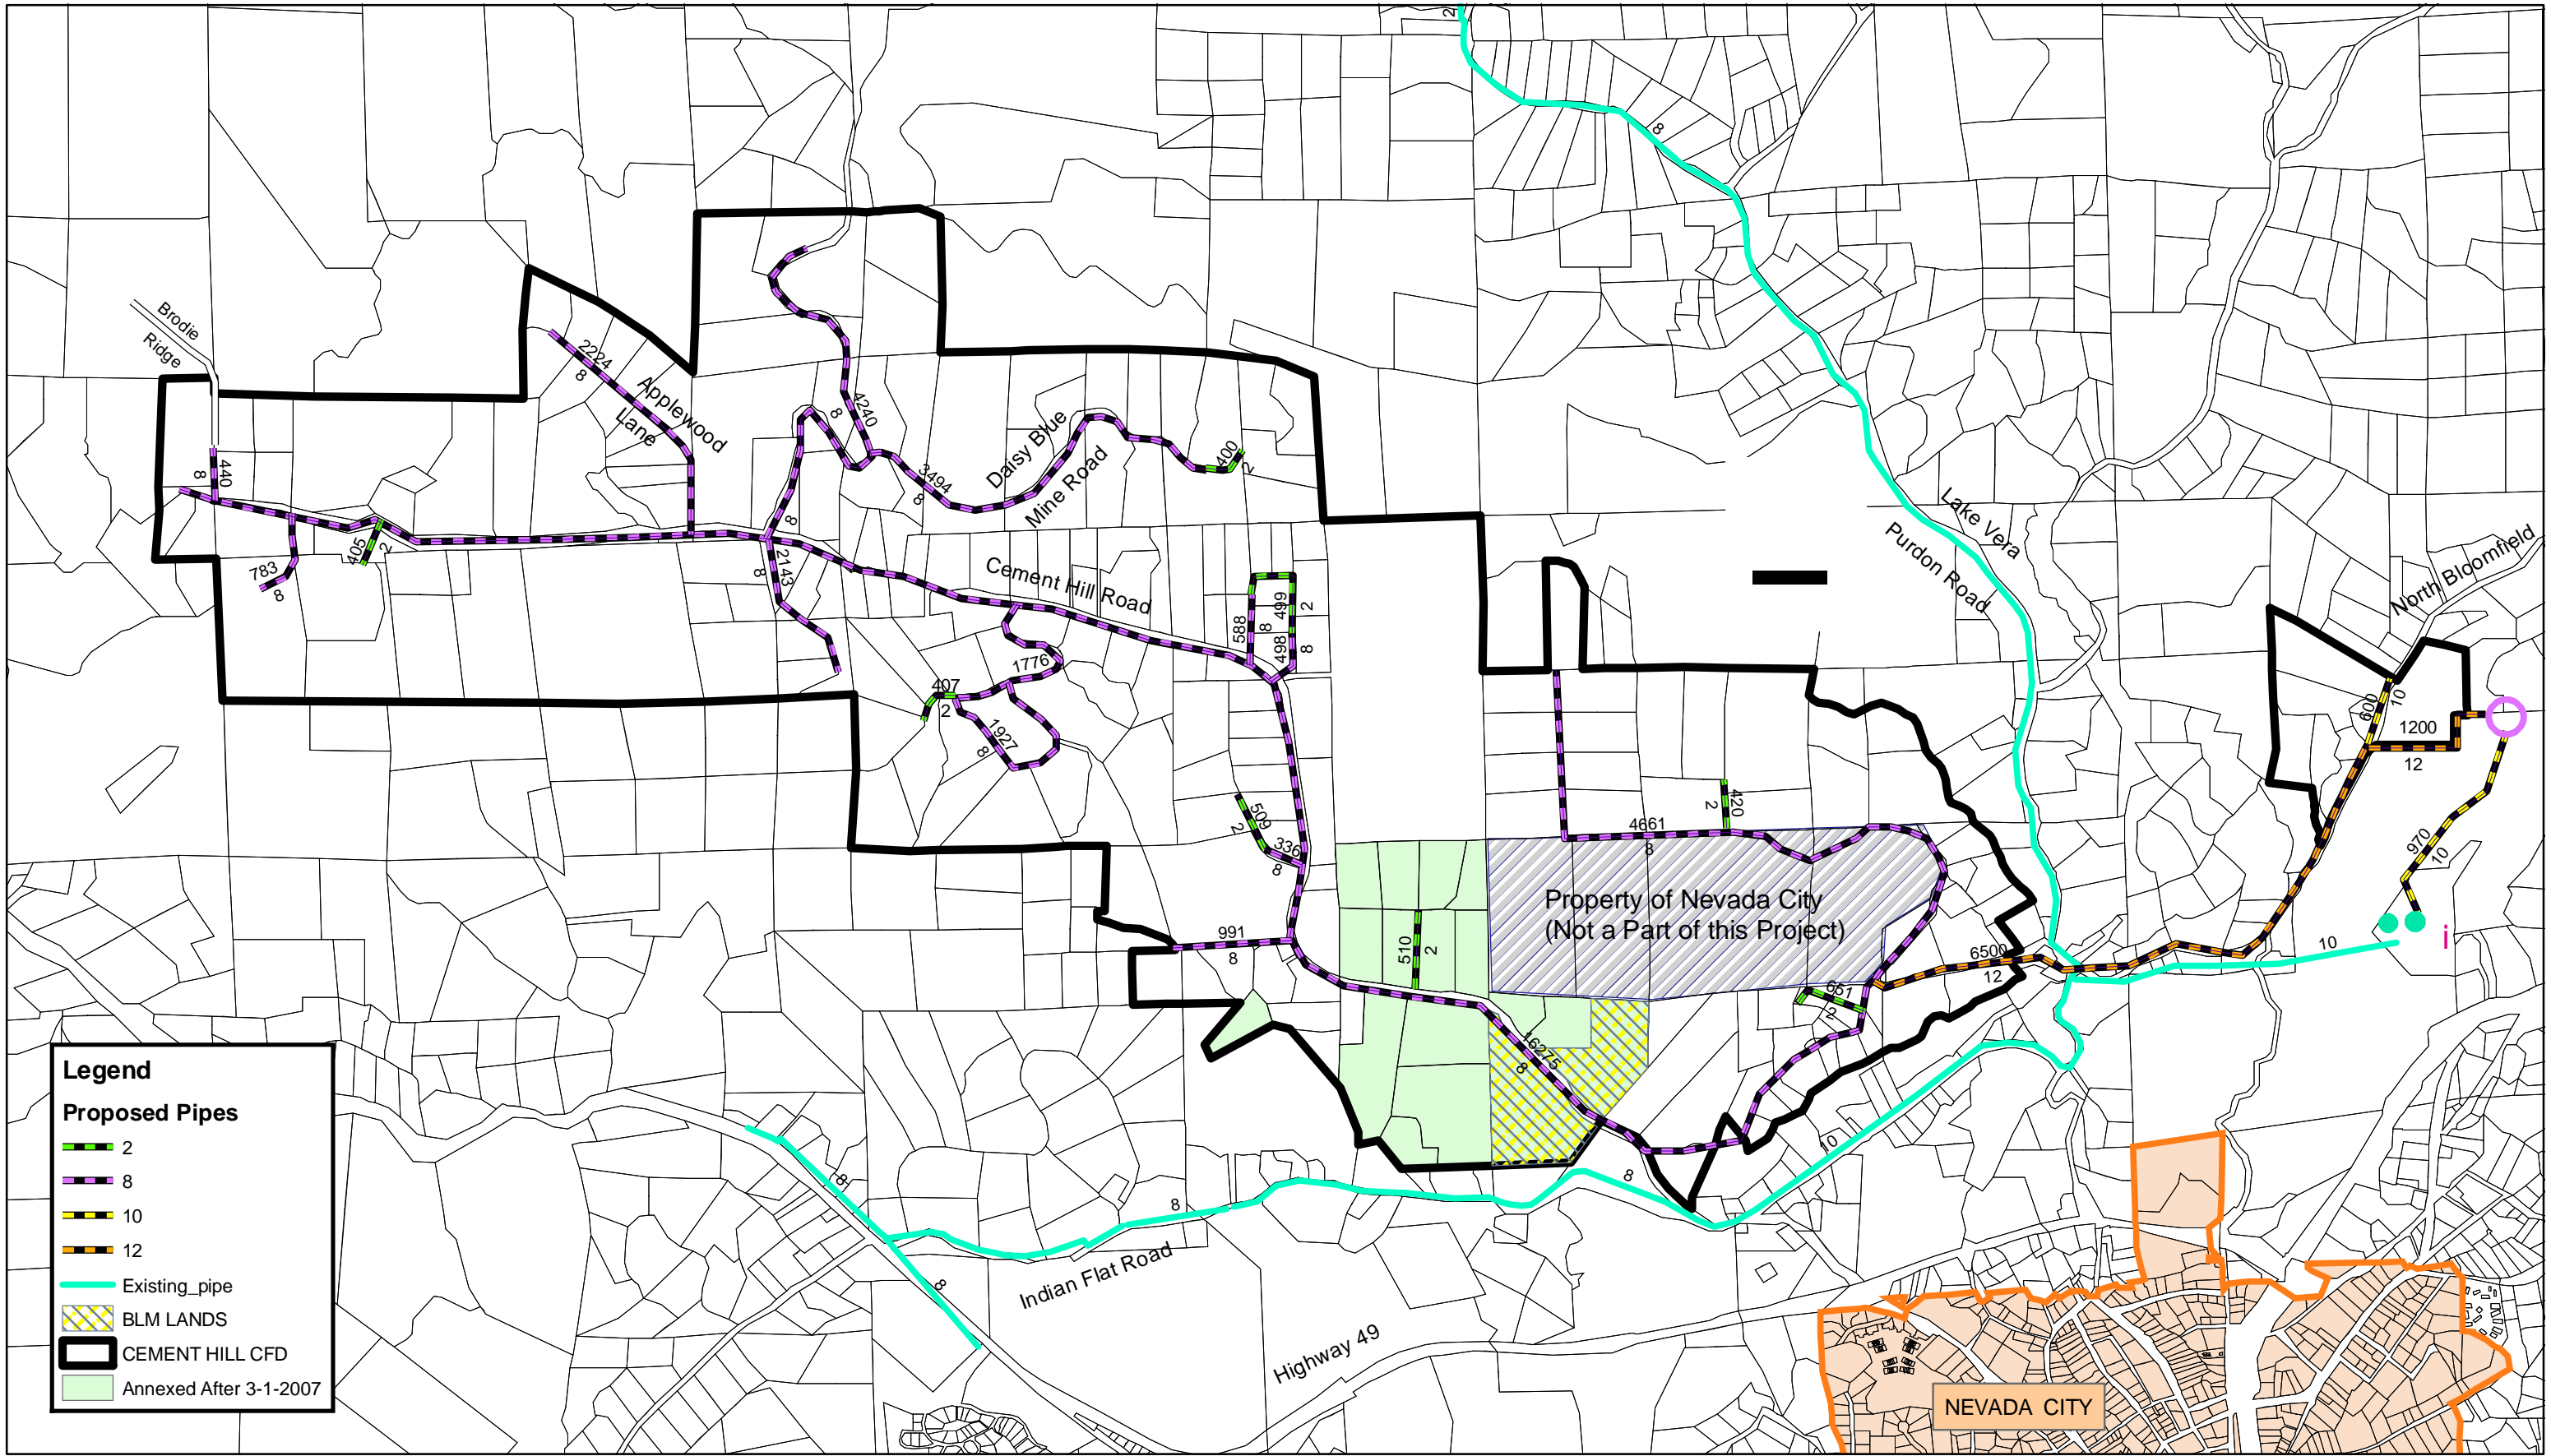 2
8
Brodie
Ridge
2224
8
Applewood
Lane
8
4240
Daisy Blue
Mine Road
400
2
3494
8
8
440
8
405
2
783
8
2143
8
Cement Hill Road
588
8
499
2
498
8
1776
407
2
1927
8
509
2
336
8
991
8
510
2
Lake Vera
Purdon Road
North Bloomfield
600
10
1200
12
970
10
i
10
420
2
4661
8
Property of Nevada City
(Not a Part of this Project)
6500
12
651
2
16275
8
10
8
8
8
8
Indian Flat Road
Highway 49
NEVADA CITY
Legend
Proposed Pipes
2
8
10
12
Existing_pipe
BLM LANDS
CEMENT HILL CFD
Annexed After 3-1-2007